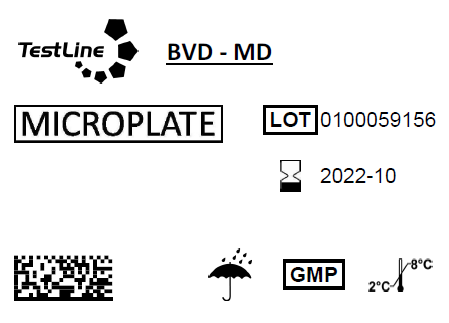 TestLine
BVD - MD
MICROPLATE
LOT 0100059156
2022-10
GMP
2°C 8°C